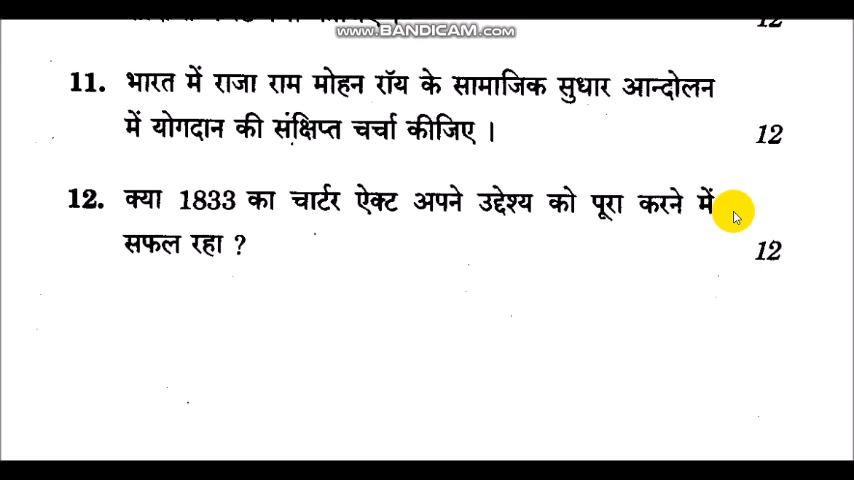 12
www.BANDICAM.com
11. भारत में राजा राम मोहन रॉय के सामाजिक सुधार आन्दोलन
में योगदान की संक्षिप्त चर्चा कीजिए ।
12
12. क्या 1833 का चार्टर ऐक्ट अपने उद्देश्य को पूरा करने में
सफल रहा ?
12